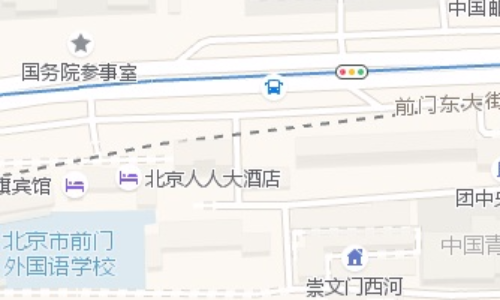 中国邮
国务院参事室
前门东大街
旗宾馆
北京人人大酒店
团中央
北京市前门
外国语学校
中国青
崇文门西河